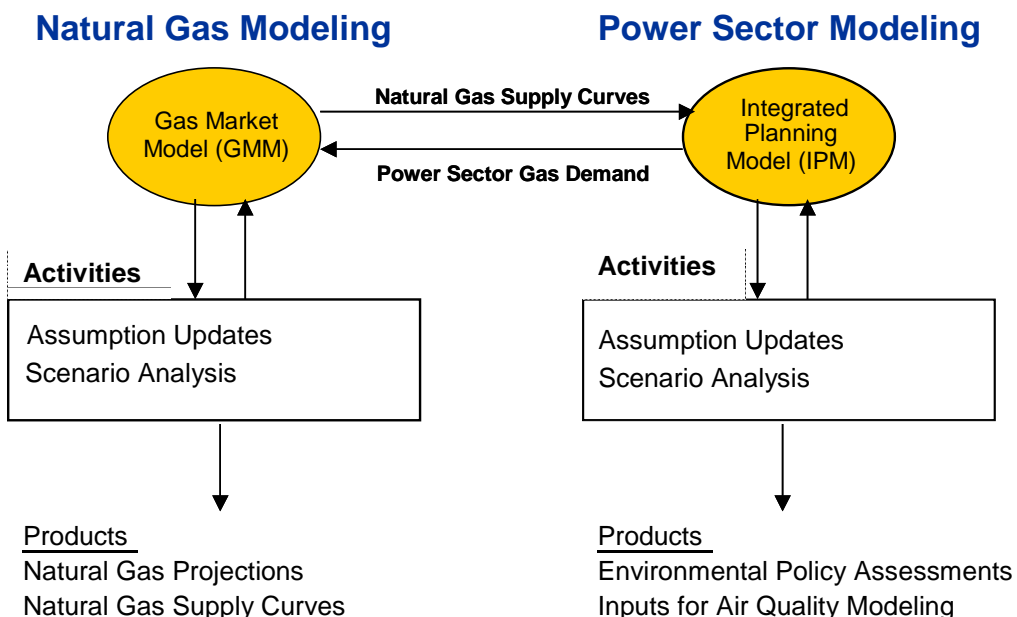 Natural Gas Modeling
Power Sector Modeling
Gas Market
Model (GMM)
Natural Gas Supply Curves
Power Sector Gas Demand
Integrated
Planning
Model (IPM)
Activities
Assumption Updates
Scenario Analysis
Activities
Assumption Updates
Scenario Analysis
Products
Natural Gas Projections
Natural Gas Supply Curves
Products
Environmental Policy Assessments
Inputs for Air Quality Modeling